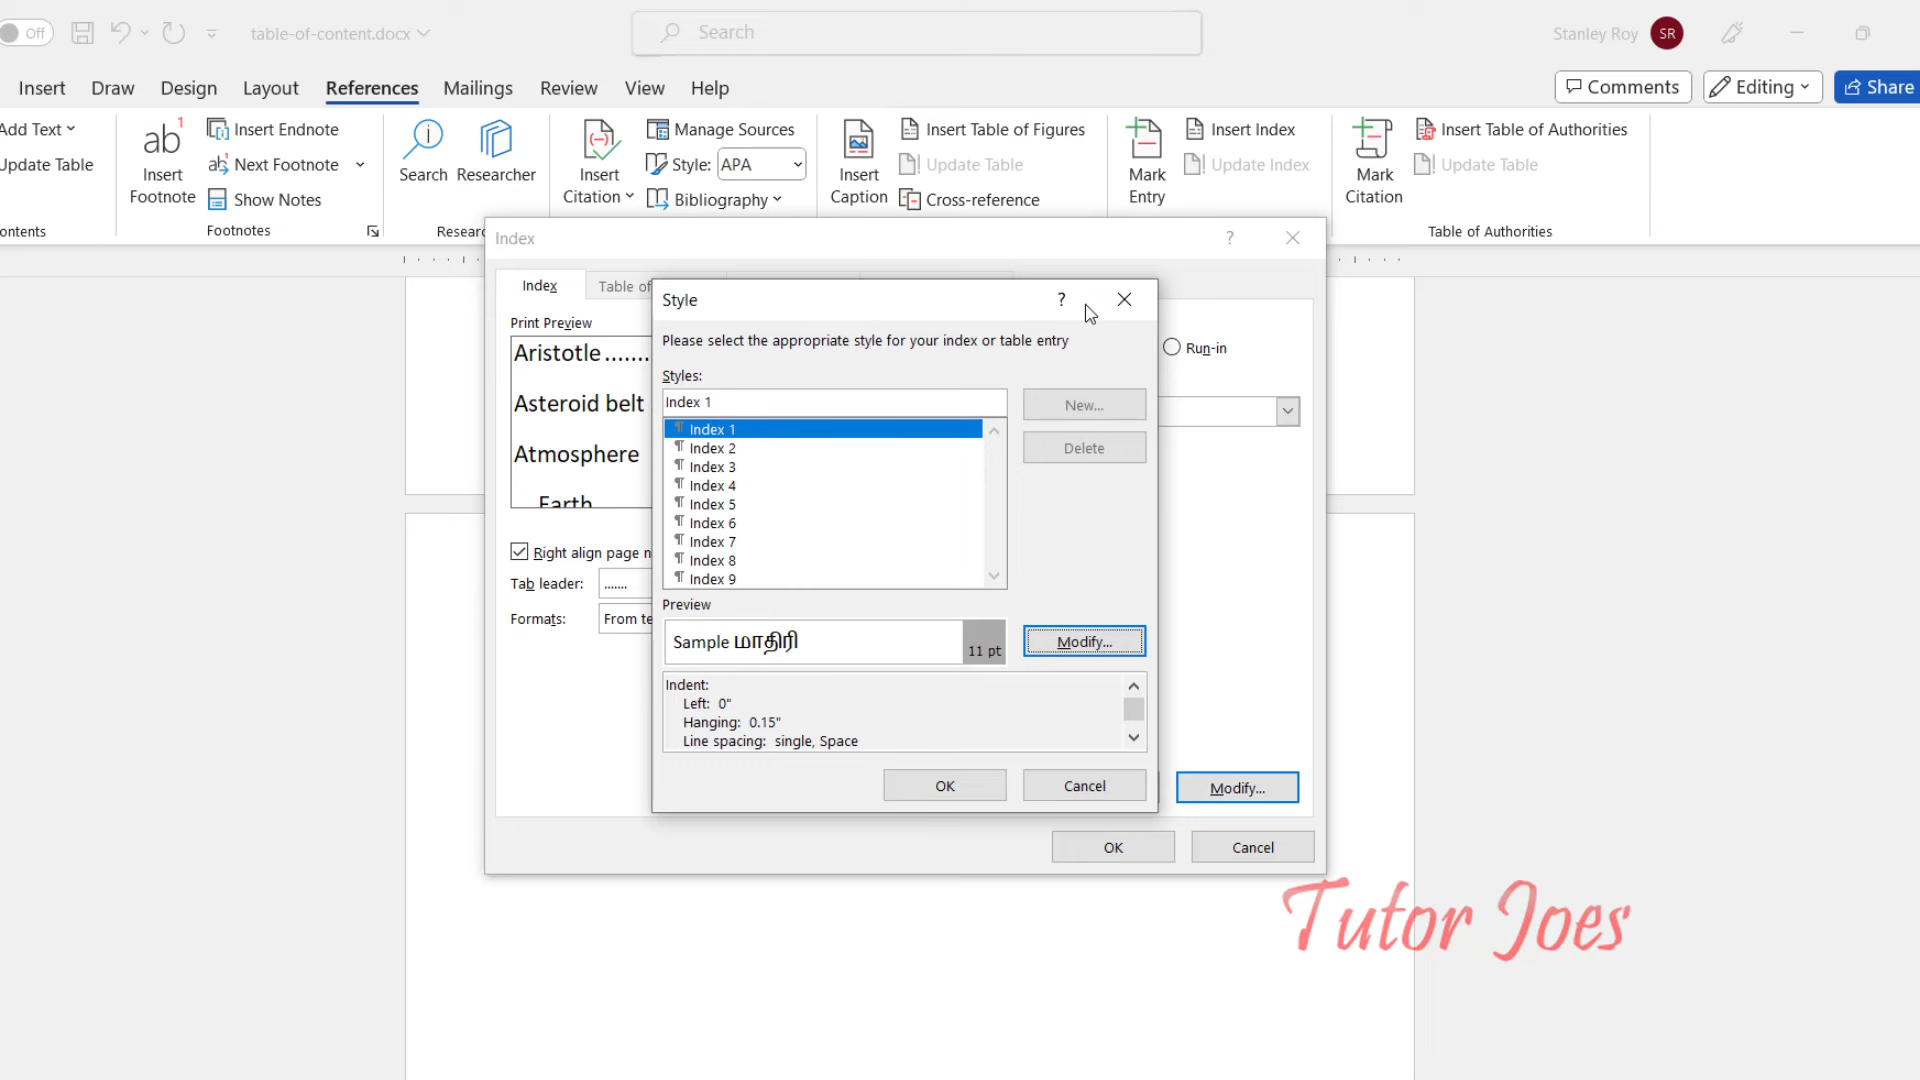 Off
table-of-content.docx
Search
Stanley Roy
SR
Insert
Draw
Design
Layout
References
Mailings
Review
View
Help
Comments
Editing
Share
Add Text
Update Table
ontents
ab 1
Insert
Footnote
Insert Endnote
Next Footnote
Show Notes
Footnotes
Search
Researcher
Researc
Insert
Citation
Manage Sources
Style: APA
Bibliography
Insert
Caption
Insert Table of Figures
Update Table
Cross-reference
Mark
Entry
Insert Index
Update Index
Mark
Citation
Insert Table of Authorities
Update Table
Table of Authorities
Index
?
Index
Table of
Print Preview
Aristotle.......
Asteroid belt
Atmosphere
Earth
Right align page n
Tab leader: .......
Formats: From te
Run-in
Style
?
Please select the appropriate style for your index or table entry
Styles:
Index 1
Index 1
Index 2
Index 3
Index 4
Index 5
Index 6
Index 7
Index 8
Index 9
New...
Delete
Preview
Sample மாதிரி
11 pt
Modify...
Indent:
Left: 0"
Hanging: 0.15"
Line spacing: single, Space
OK
Cancel
Modify...
OK
Cancel
Tutor Joes